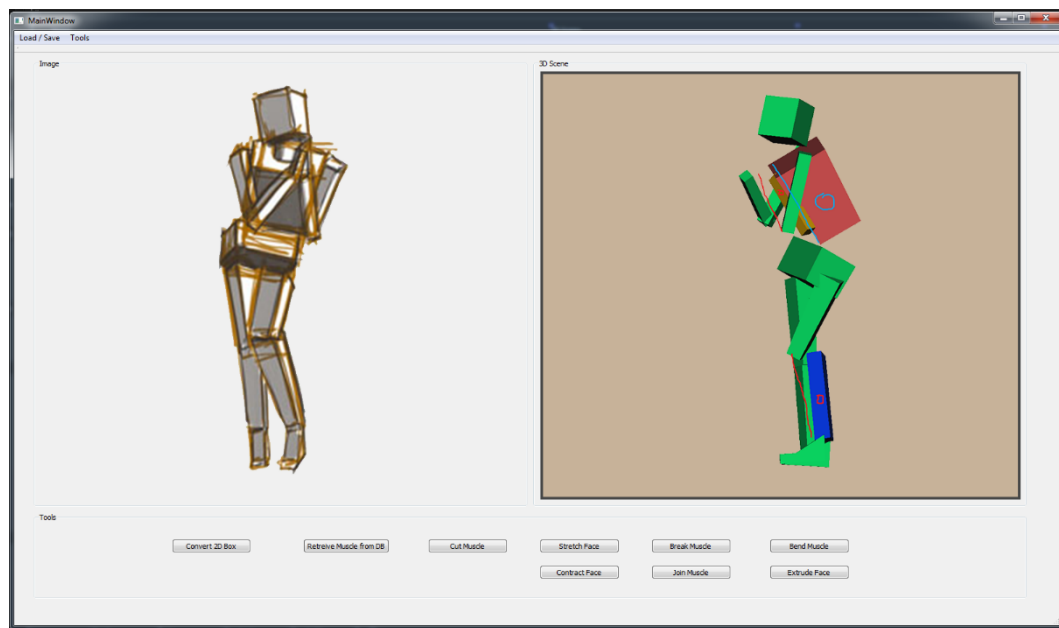 MainWindow
Load / Save Tools
Image
3D Scene
Tools
Convert 2D Box
Retreive Muscle from DB
Cut Muscle
Stretch Face
Break Muscle
Bend Muscle
Contract Face
Join Muscle
Extrude Face